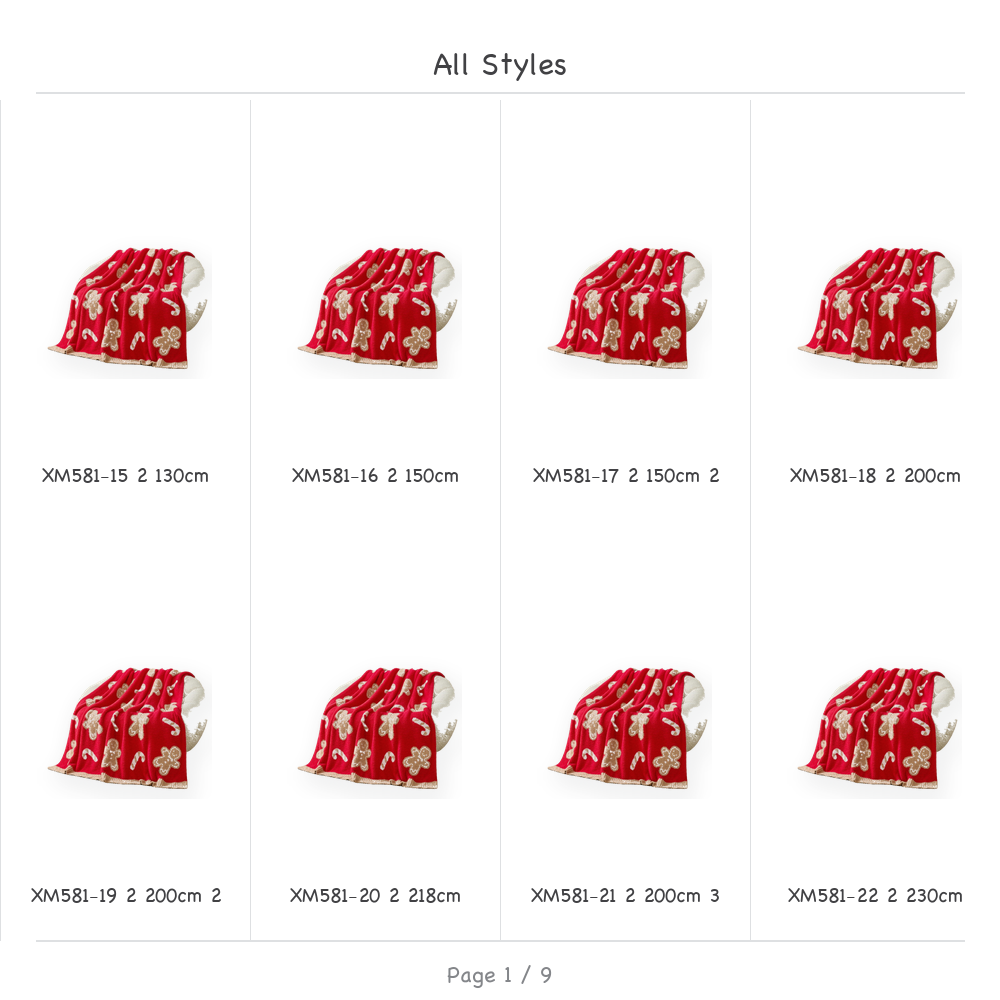 All Styles
XM581-15 2 130cm
XM581-16 2 150cm
XM581-17 2 150cm 2
XM581-18 2 200cm
XM581-19 2 200cm 2
XM581-20 2 218cm
XM581-21 2 200cm 3
XM581-22 2 230cm
Page 1 / 9